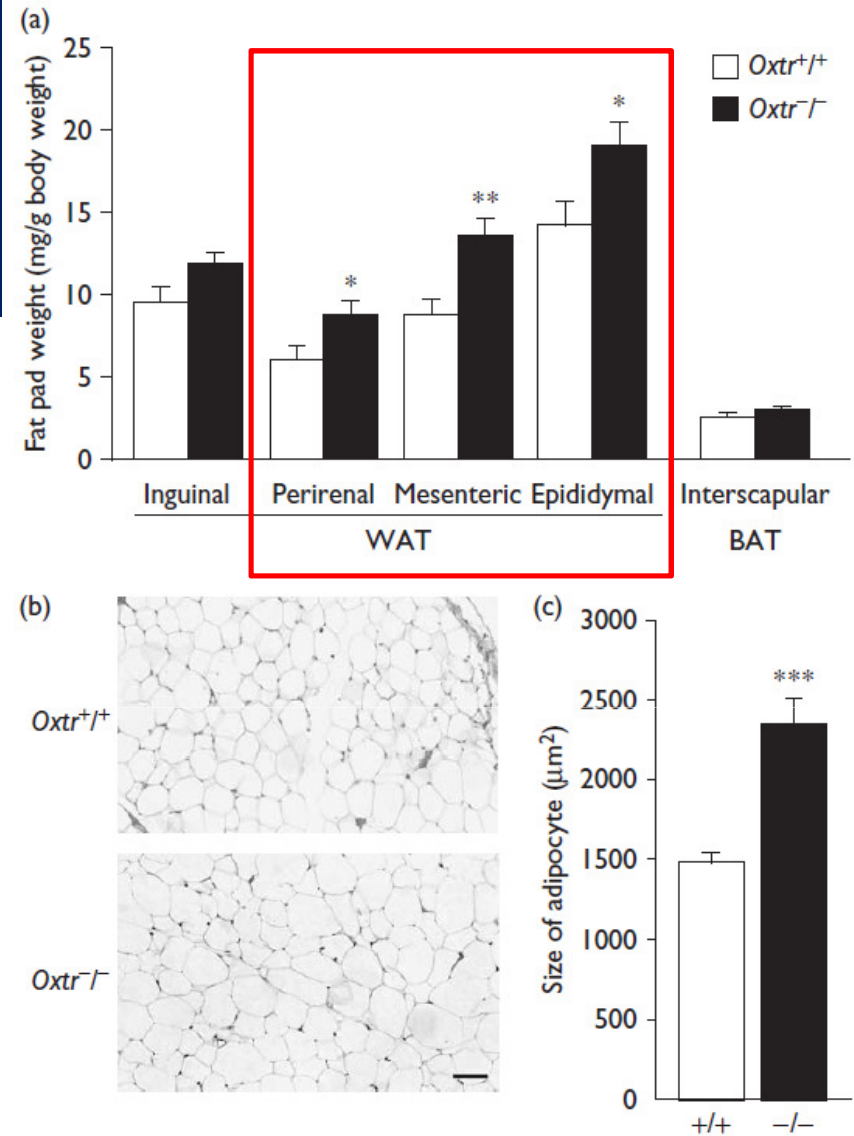 (a)
Fat pad weight (mg/g body weight)
25
20
15
10
5
0
Oxtr+/+
Oxtr−/−
*
**
*
Inguinal Perirenal Mesenteric Epididymal Interscapular
WAT BAT
(b)
Oxtr+/+
Oxtr−/−
(c)
Size of adipocyte (μm²)
3000
2500
2000
1500
1000
500
0
***
+/+ −/−